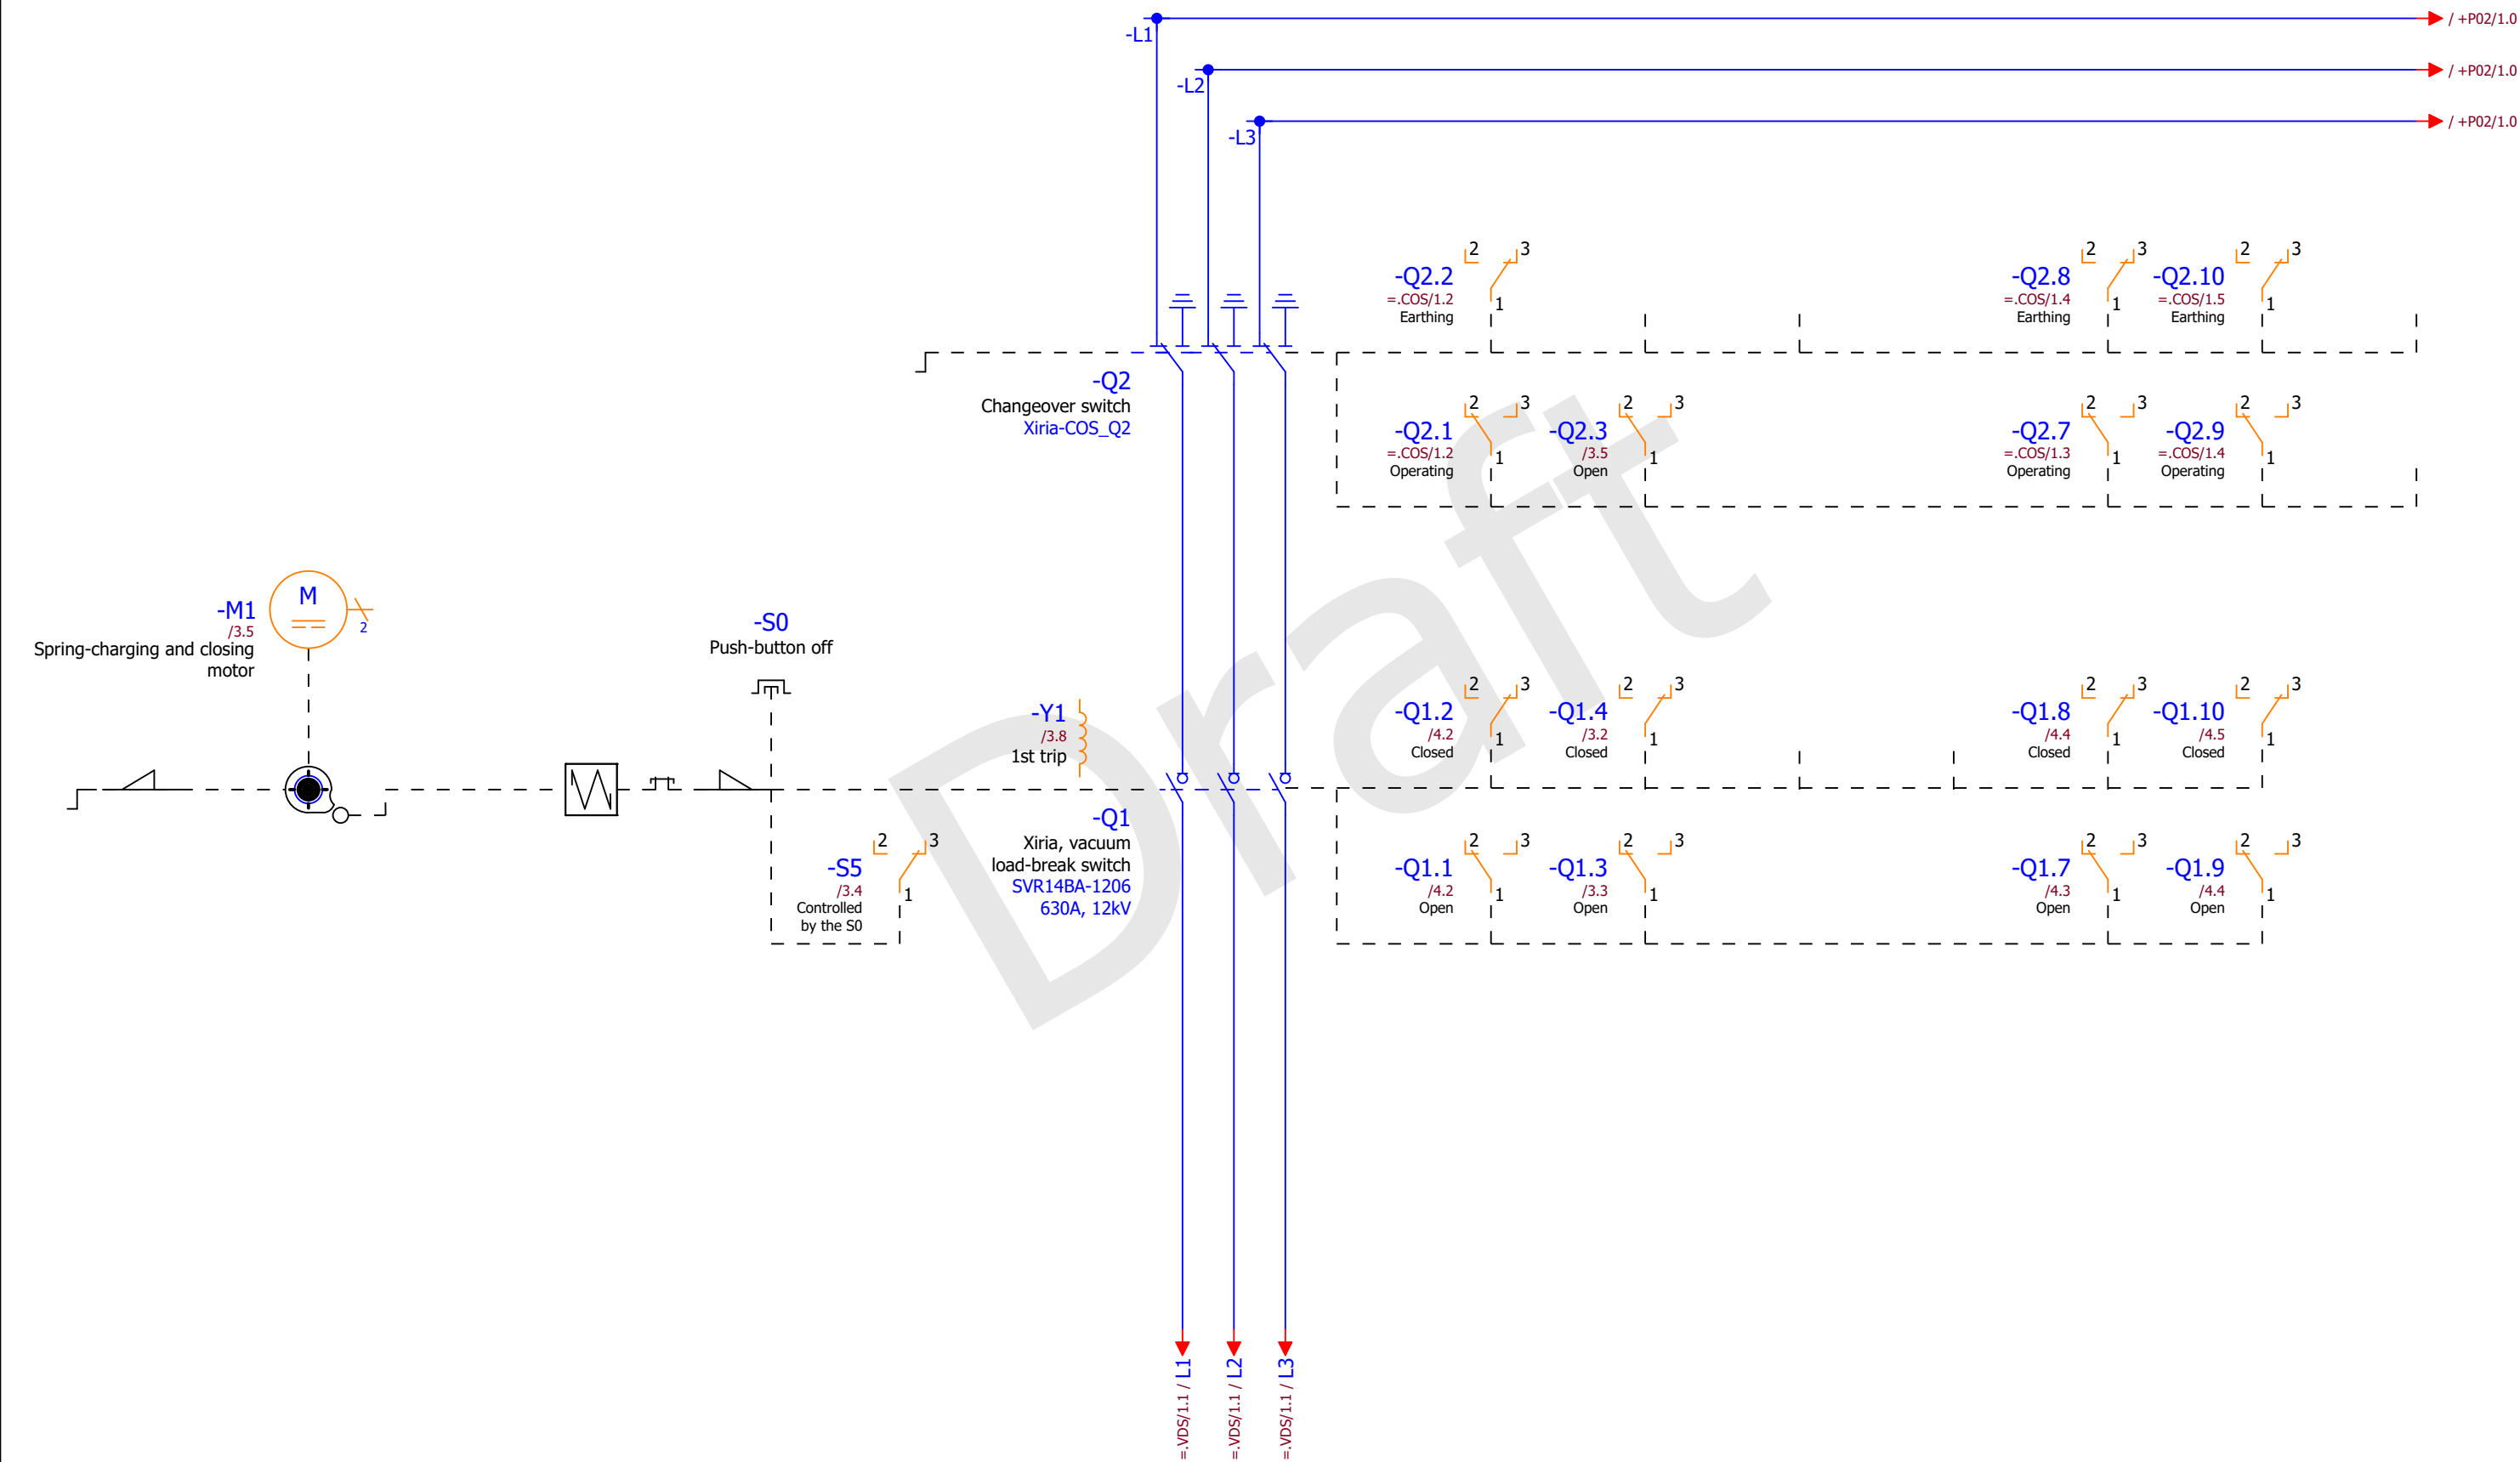 -L1
/ +P02/1.0
-L2
/ +P02/1.0
-L3
/ +P02/1.0
2 3
-Q2.2
=.COS/1.2
Earthing
1
2 3
-Q2.8
=.COS/1.4
Earthing
1
2 3
-Q2.10
=.COS/1.5
Earthing
1
-Q2
Changeover switch
Xiria-COS_Q2
2 3
-Q2.1
=.COS/1.2
Operating
1
2 3
-Q2.3
/3.5
Open
1
2 3
-Q2.7
=.COS/1.3
Operating
1
2 3
-Q2.9
=.COS/1.4
Operating
1
M
2
-M1
/3.5
Spring-charging and closing
motor
-S0
Push-button off
-Y1
/3.8
1st trip
2 3
-Q1.2
/4.2
Closed
1
2 3
-Q1.4
/3.2
Closed
1
2 3
-Q1.8
/4.4
Closed
1
2 3
-Q1.10
/4.5
Closed
1
2 3
-S5
/3.4
Controlled
by the S0
1
-Q1
Xiria, vacuum
load-break switch
SVR14BA-1206
630A, 12kV
2 3
-Q1.1
/4.2
Open
1
2 3
-Q1.3
/3.3
Open
1
2 3
-Q1.7
/4.3
Open
1
2 3
-Q1.9
/4.4
Open
1
Draft
=.VDS/1.1 / L1
=.VDS/1.1 / L2
=.VDS/1.1 / L3